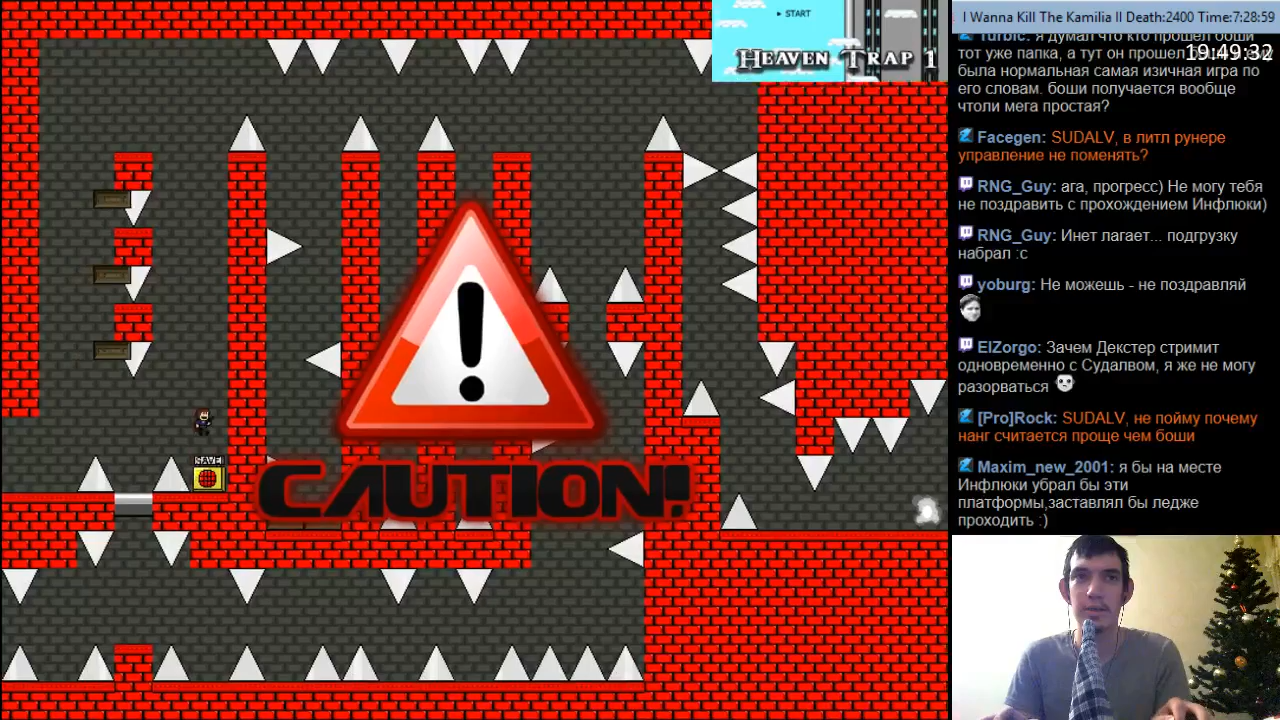 ► START
HEAVEN TRAP 1
I Wanna Kill The Kamilia II Death:2400 Time:7:28:59
19:49:32
Turbic: я думал что кто прошел боши
тот уже папка, а тут он прошел
была нормальная самая изичная игра по
его словам. боши получается вообще
чтоли мега простая?
Facegen: SUDALV, в литл рунере
управление не поменять?
RNG_Guy: ага, прогресс) Не могу тебя
не поздравить с прохождением Инфлюки)
RNG_Guy: Инет лагает... подгрузку
набрал :с
yoburg: Не можешь - не поздравляй
ElZorgo: Зачем Декстер стримит
одновременно с Судалвом, я же не могу
разорваться
[Pro]Rock: SUDALV, не пойму почему
нанг считается проще чем боши
Maxim_new_2001: я бы на месте
Инфлюки убрал бы эти
платформы,заставлял бы ледже
проходить :)
SAVE
CAUTION!